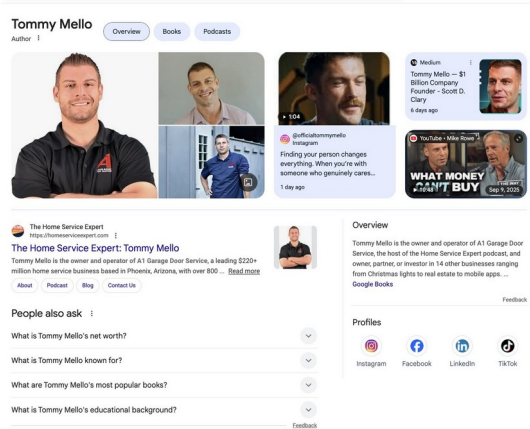 Tommy Mello
Author
Overview
Books
Podcasts
1:04
@officialtommymello
Instagram
Finding your person changes
everything. When you're with
someone who genuinely cares...
1 day ago
Medium
Tommy Mello — $1
Billion Company
Founder - Scott D.
Clary
6 days ago
YouTube • Mike Rowe
WHAT MONEY
CAN'T BUY
10:48
Sep 9, 2025
The Home Service Expert
https://homeserviceexpert.com
The Home Service Expert: Tommy Mello
Tommy Mello is the owner and operator of A1 Garage Door Service, a leading $220+
million home service business based in Phoenix, Arizona, with over 800 ... Read more
About
Podcast
Blog
Contact Us
People also ask
What is Tommy Mello's net worth?
What is Tommy Mello known for?
What are Tommy Mello's most popular books?
What is Tommy Mello's educational background?
Feedback
Overview
Tommy Mello is the owner and operator of A1 Garage Door
Service, the host of the Home Service Expert podcast, and
owner, partner, or investor in 14 other businesses ranging
from Christmas lights to real estate to mobile apps. ...
Google Books
Feedback
Profiles
Instagram
Facebook
LinkedIn
TikTok